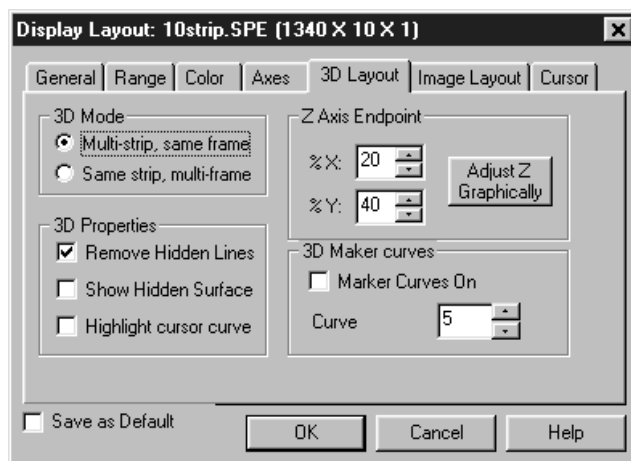 Display Layout: 10strip.SPE (1340 X 10 X 1)
General Range Color Axes 3D Layout Image Layout Cursor
3D Mode
Multi-strip, same frame
Same strip, multi-frame
3D Properties
Remove Hidden Lines
Show Hidden Surface
Highlight cursor curve
Z Axis Endpoint
%X: 20
%Y: 40
Adjust Z
Graphically
3D Maker curves
Marker Curves On
Curve 5
Save as Default
OK Cancel Help